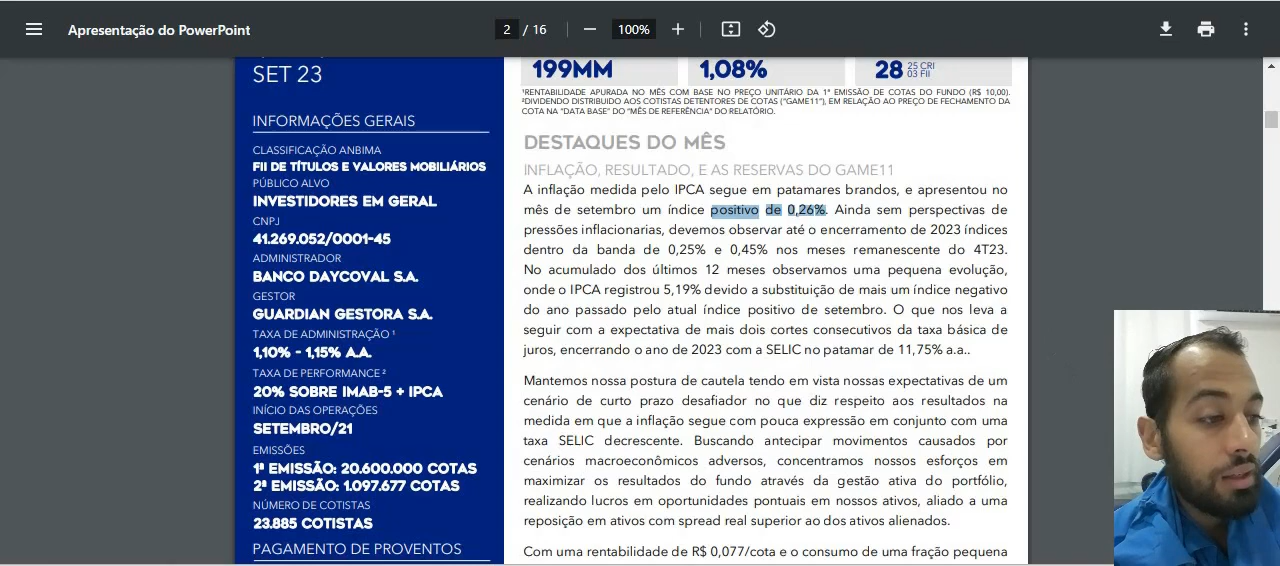 Apresentação do PowerPoint
2 / 16
100%
SET 23
INFORMAÇÕES GERAIS
CLASSIFICAÇÃO ANBIMA
FII DE TÍTULOS E VALORES MOBILIÁRIOS
PÚBLICO ALVO
INVESTIDORES EM GERAL
CNPJ
41.269.052/0001-45
ADMINISTRADOR
BANCO DAYCOVAL S.A.
GESTOR
GUARDIAN GESTORA S.A.
TAXA DE ADMINISTRAÇÃO ¹
1,10% - 1,15% A.A.
TAXA DE PERFORMANCE ²
20% SOBRE IMAB-5 + IPCA
INÍCIO DAS OPERAÇÕES
SETEMBRO/21
EMISSÕES
1ª EMISSÃO: 20.600.000 COTAS
2ª EMISSÃO: 1.097.677 COTAS
NÚMERO DE COTISTAS
23.885 COTISTAS
PAGAMENTO DE PROVENTOS
199MM
1,08%
28 25 CRI
03 FII
¹RENTABILIDADE APURADA NO MÊS COM BASE NO PREÇO UNITÁRIO DA 1ª EMISSÃO DE COTAS DO FUNDO (R$ 10,00).
²DIVIDENDO DISTRIBUIDO AOS COTISTAS DETENTORES DE COTAS ("GAME11"), EM RELAÇÃO AO PREÇO DE FECHAMENTO DA
COTA NA "DATA BASE" DO "MÊS DE REFERÊNCIA" DO RELATÓRIO.
DESTAQUES DO MÊS
INFLAÇÃO, RESULTADO, E AS RESERVAS DO GAME11
A inflação medida pelo IPCA segue em patamares brandos, e apresentou no
mês de setembro um índice positivo de 0,26%. Ainda sem perspectivas de
pressões inflacionarias, devemos observar até o encerramento de 2023 índices
dentro da banda de 0,25% e 0,45% nos meses remanescente do 4T23.
No acumulado dos últimos 12 meses observamos uma pequena evolução,
onde o IPCA registrou 5,19% devido a substituição de mais um índice negativo
do ano passado pelo atual índice positivo de setembro. O que nos leva a
seguir com a expectativa de mais dois cortes consecutivos da taxa básica de
juros, encerrando o ano de 2023 com a SELIC no patamar de 11,75% a.a..
Mantemos nossa postura de cautela tendo em vista nossas expectativas de um
cenário de curto prazo desafiador no que diz respeito aos resultados na
medida em que a inflação segue com pouca expressão em conjunto com uma
taxa SELIC decrescente. Buscando antecipar movimentos causados por
cenários macroeconômicos adversos, concentramos nossos esforços em
maximizar os resultados do fundo através da gestão ativa do portfólio,
realizando lucros em oportunidades pontuais em nossos ativos, aliado a uma
reposição em ativos com spread real superior ao dos ativos alienados.
Com uma rentabilidade de R$ 0,077/cota e o consumo de uma fração pequena